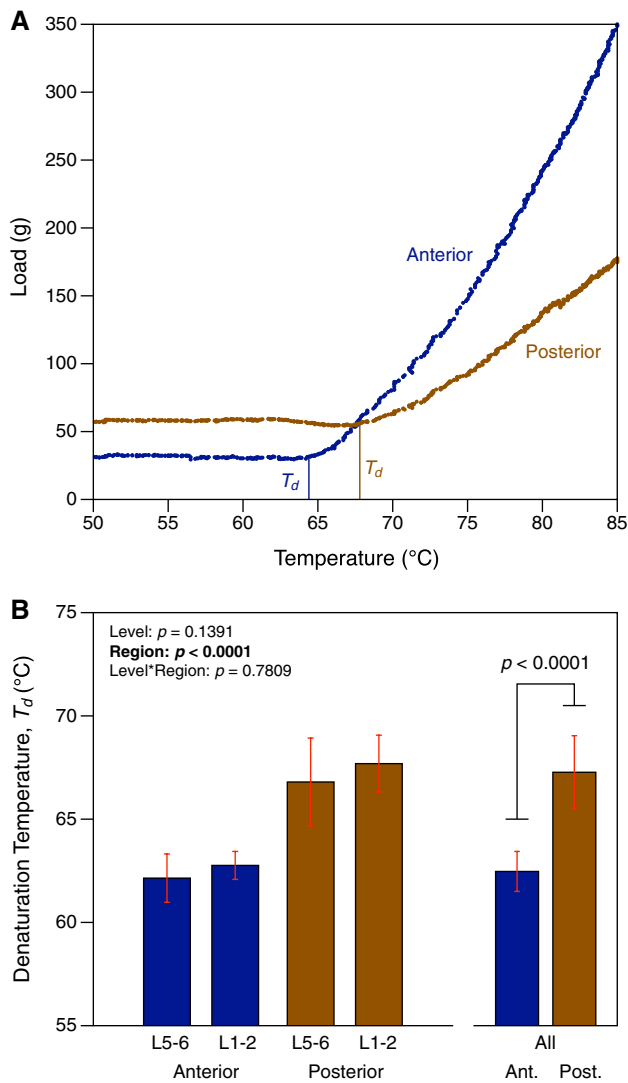 A
350
300
250
200
150
100
50
0
Load (g)
Anterior
Posterior
Td
Td
50 55 60 65 70 75 80 85
Temperature (°C)
B
75
70
65
60
55
Denaturation Temperature, Td (°C)
Level: p = 0.1391
Region: p < 0.0001
Level*Region: p = 0.7809
p < 0.0001
L5-6 L1-2 L5-6 L1-2 All
Anterior Posterior Ant. Post.